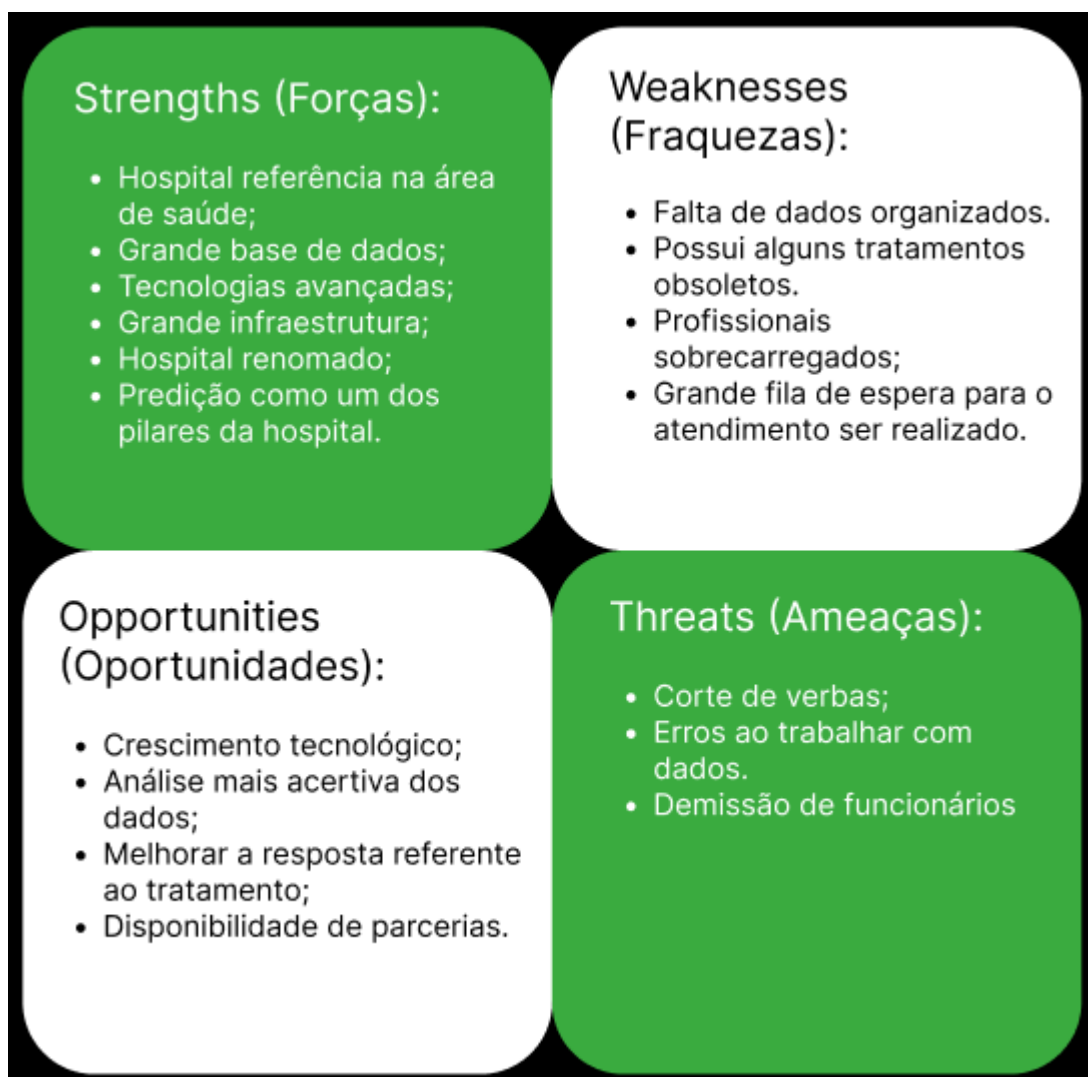 Strengths (Forças):
• Hospital referência na área
de saúde;
• Grande base de dados;
• Tecnologias avançadas;
• Grande infraestrutura;
• Hospital renomado;
• Predição como um dos
pilares da hospital.
Weaknesses
(Fraquezas):
• Falta de dados organizados.
• Possui alguns tratamentos
obsoletos.
• Profissionais
sobrecarregados;
• Grande fila de espera para o
atendimento ser realizado.
Opportunities
(Oportunidades):
• Crescimento tecnológico;
• Análise mais acertiva dos
dados;
• Melhorar a resposta referente
ao tratamento;
• Disponibilidade de parcerias.
Threats (Ameaças):
• Corte de verbas;
• Erros ao trabalhar com
dados.
• Demissão de funcionários